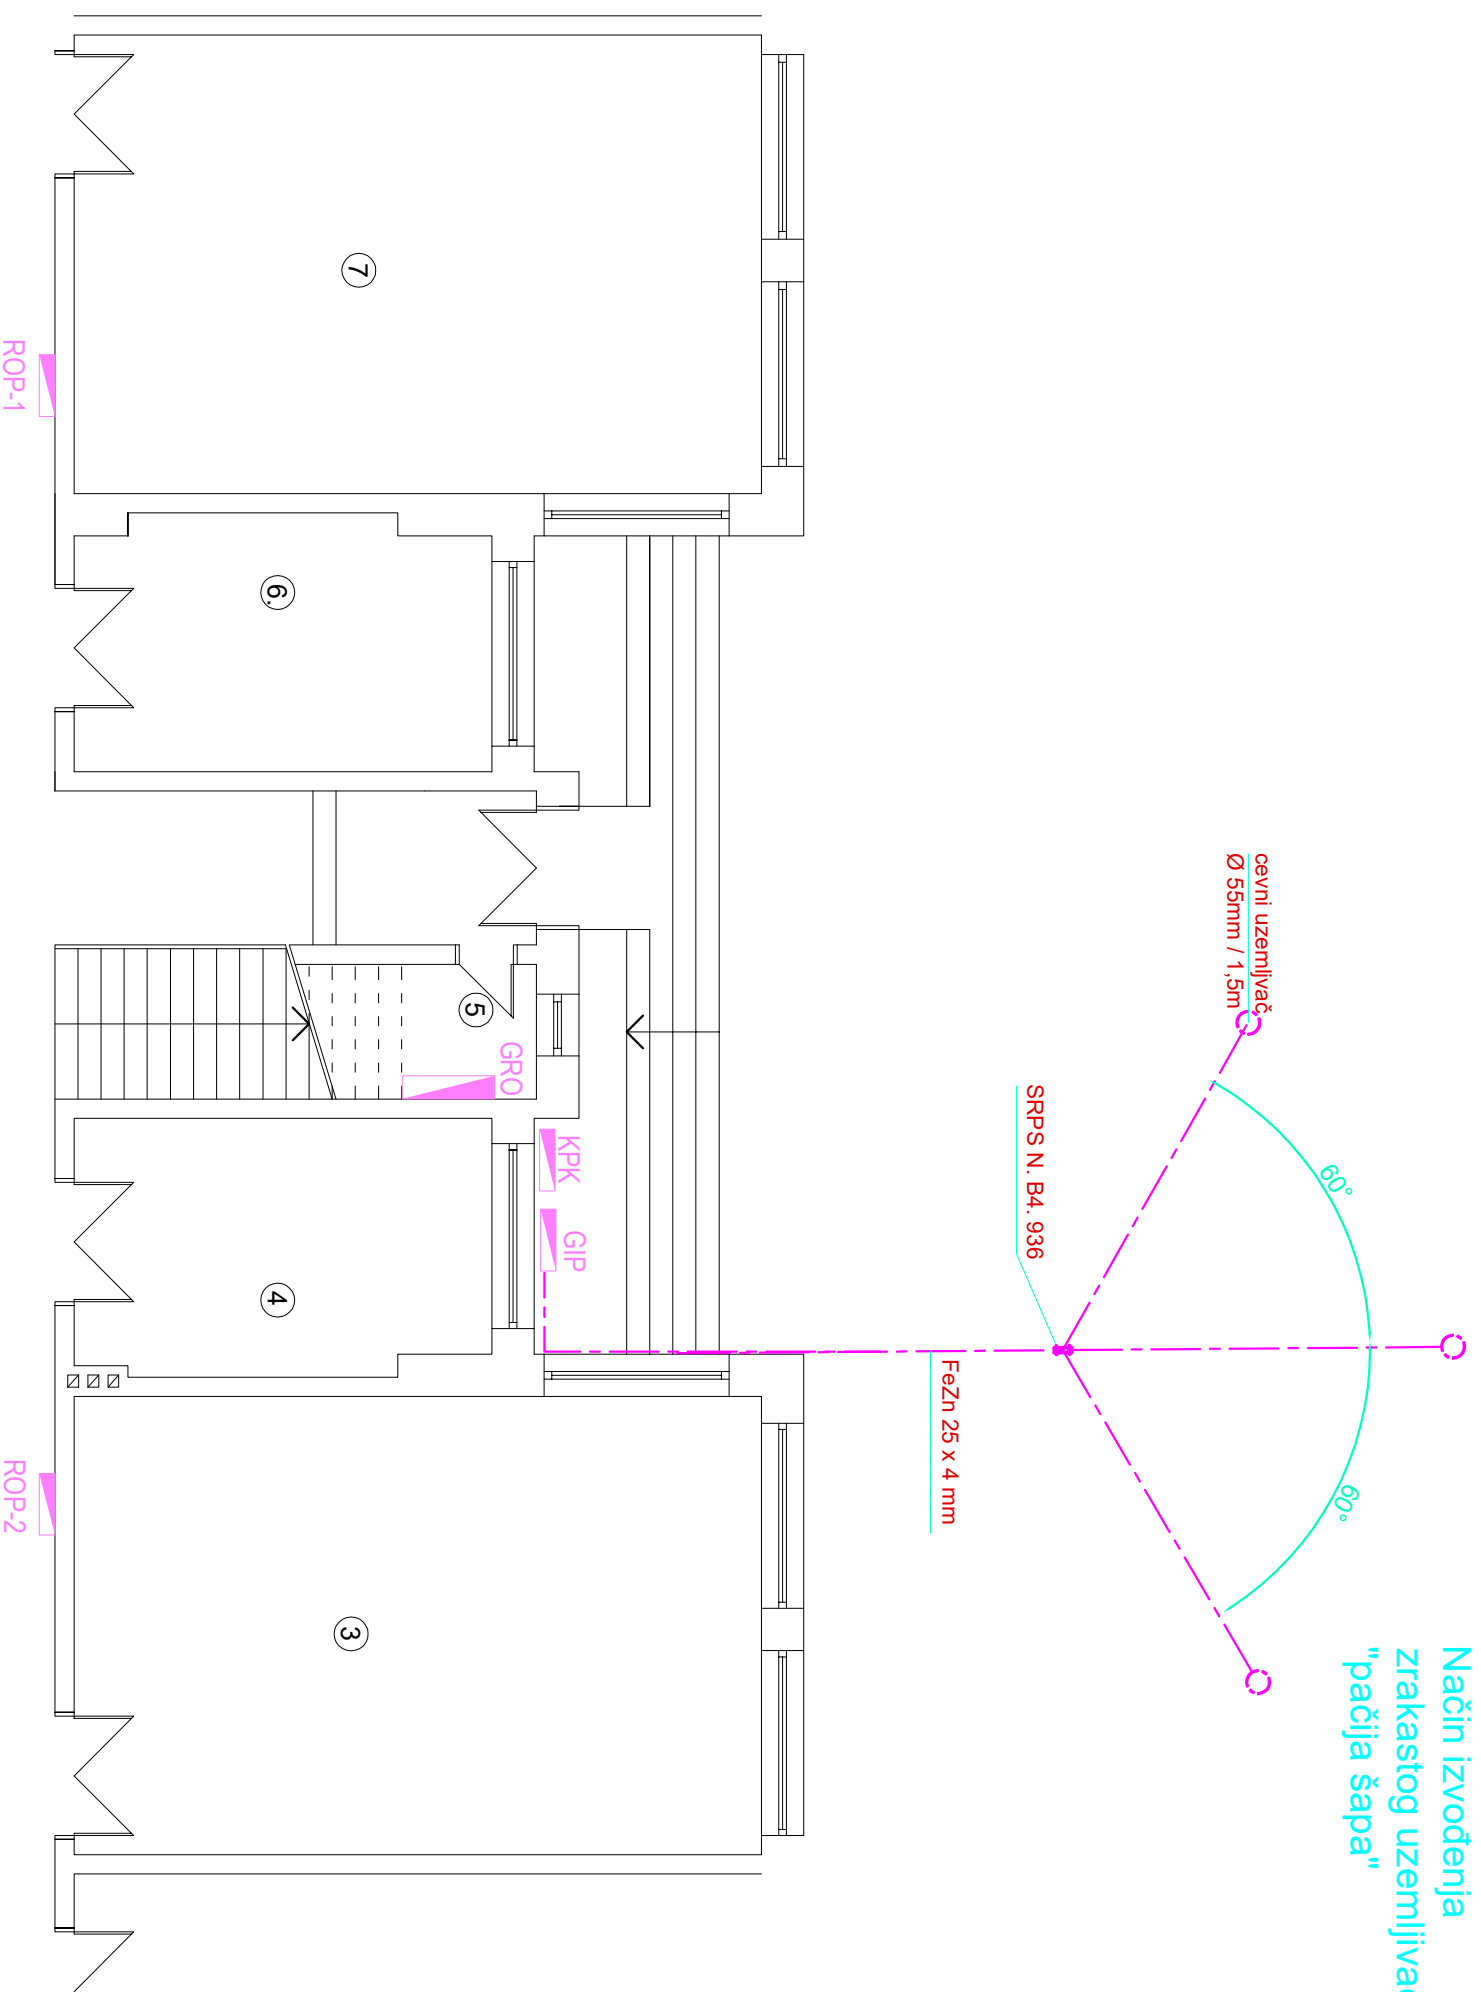 Način izvođenja
zrakastog uzemljivač
"pačija šapa"
cevni uzemljivač
Ø 55mm / 1,5m
60°
60°
SRPS N. B4. 936
FeZn 25 x 4 mm
GRO
KPK
GIP
7
6.
5
4
3
ROP-1
ROP-2